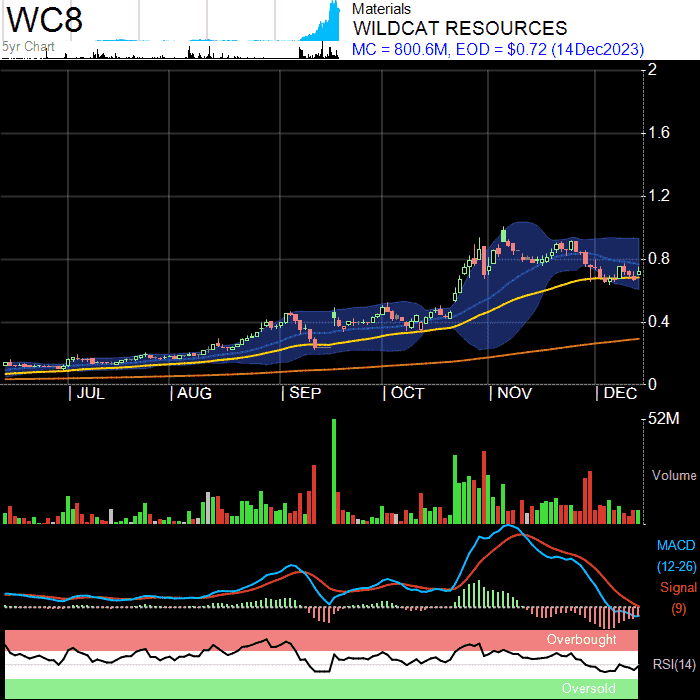 WC8
5yr Chart
Materials
WILDCAT RESOURCES
MC = 800.6M, EOD = $0.72 (14Dec2023)
2
1.6
1.2
0.8
0.4
0
JUL
AUG
SEP
OCT
NOV
DEC
52M
Volume
MACD
(12-26)
Signal
(9)
Overbought
RSI(14)
Oversold